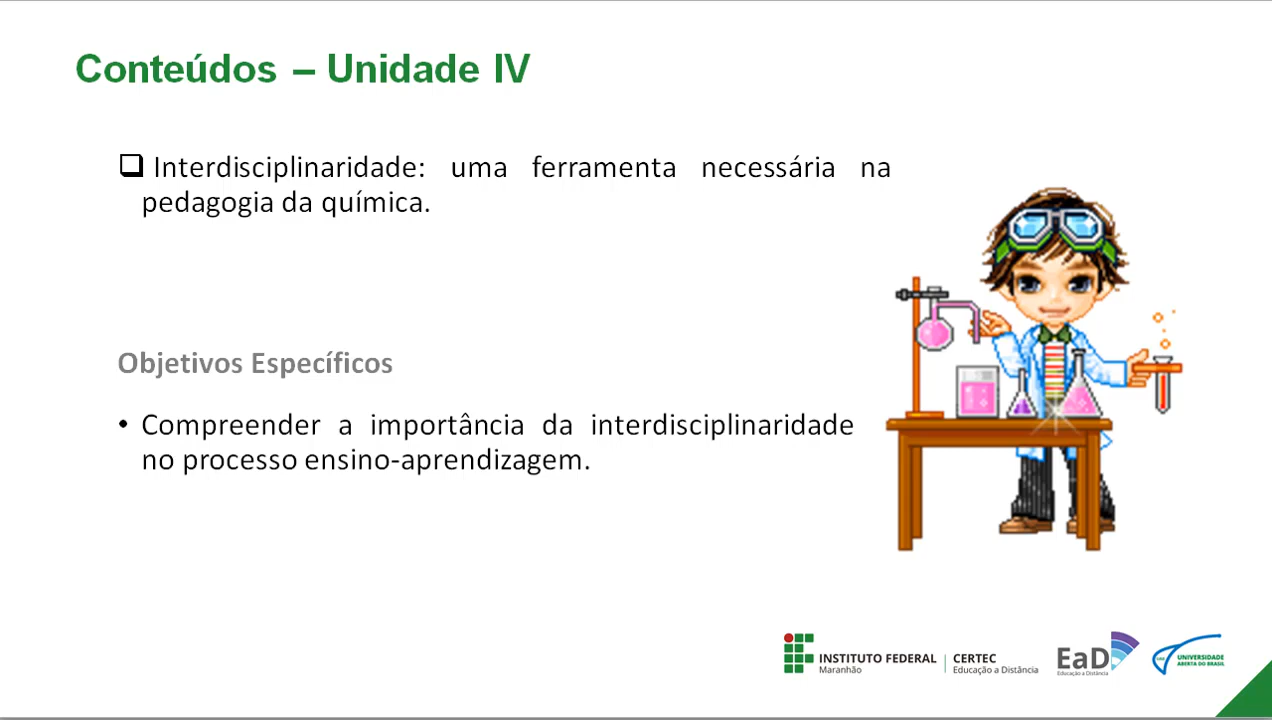 Conteúdos – Unidade IV
Interdisciplinaridade: uma ferramenta necessária na
pedagogia da química.
Objetivos Específicos
• Compreender a importância da interdisciplinaridade
no processo ensino-aprendizagem.
INSTITUTO FEDERAL
Maranhão
CERTEC
Educação a Distância
EaD
Educação a Distância
UNIVERSIDADE
ABERTA DO BRASIL